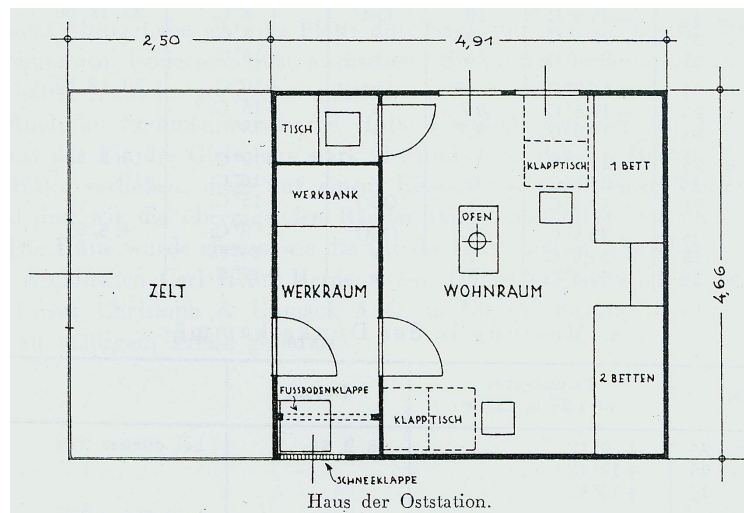 2,50
4,91
TISCH
KLAPPTISCH
1 BETT
WERKBANK
OFEN
4,66
ZELT
WERKRAUM
WOHNRAUM
2 BETTEN
FUSSBODENKLAPPE
KLAPPTISCH
SCHNEEKLAPPE
Haus der Oststation.